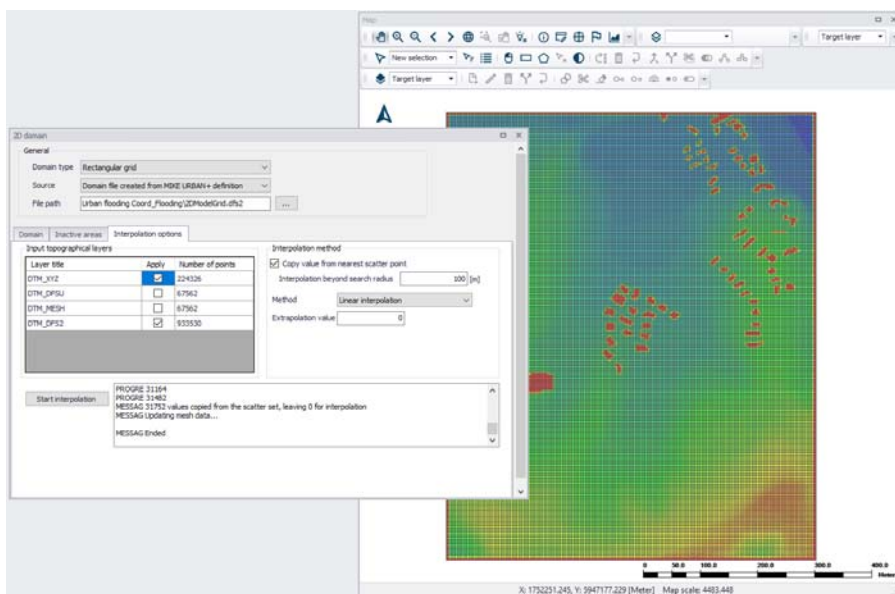 Map
Target layer
New selection
Target layer
2D domain
General
Domain type Rectangular grid
Source Domain file created from MIKE URBAN+ definition
File path Urban flooding Coord_Flooding\2DModelGrid.dfs2 ...
Domain Inactive areas Interpolation options
Input topographical layers
Layer title Apply Number of points
DTM_XYZ 224326
DTM_DFSU 67562
DTM_MESH 67562
DTM_DFS2 933530
Interpolation method
Copy value from nearest scatter point
Interpolation beyond search radius 100 [m]
Method Linear interpolation
Extrapolation value 0
Start interpolation
PROGRE 31164
PROGRE 31482
MESSAG 31752 values copied from the scatter set, leaving 0 for interpolation
MESSAG Updating mesh data...
MESSAG Ended
0 50.0 100.0 200.0 300.0 400.0
Meter
X: 1752251.245, Y: 5947177.229 [Meter] Map scale: 4483.448